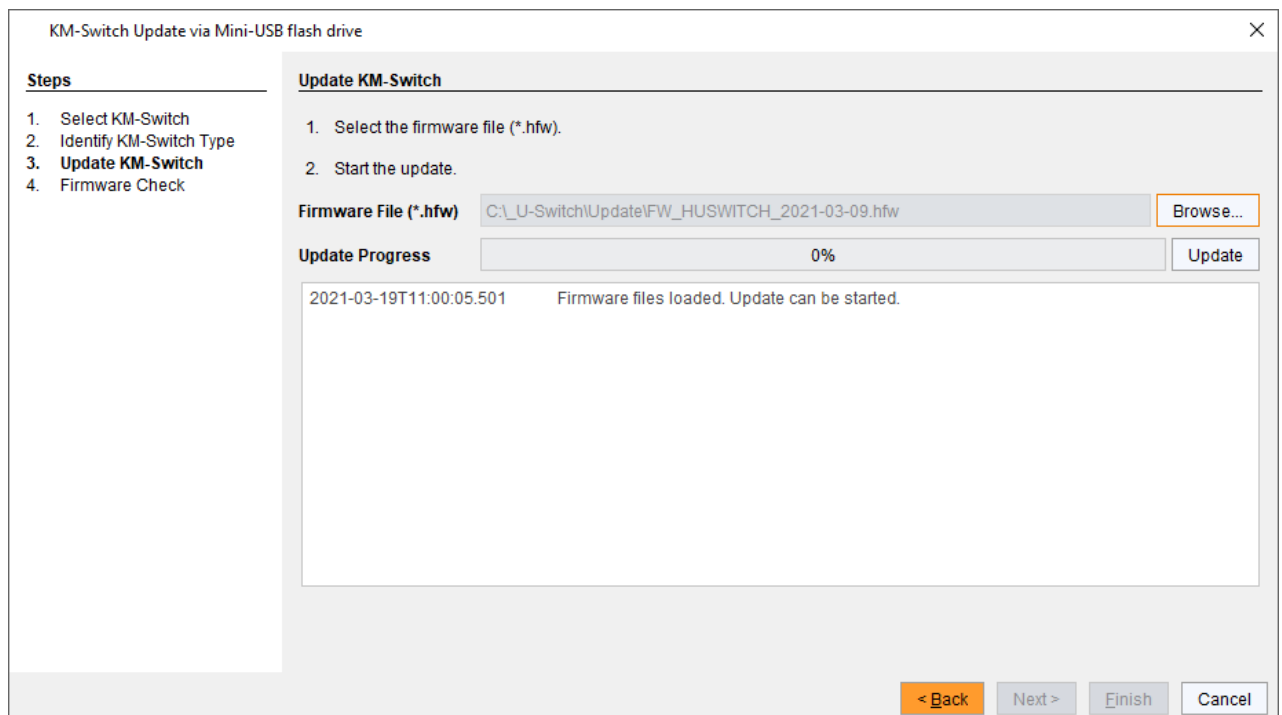 KM-Switch Update via Mini-USB flash drive
Steps
1. Select KM-Switch
2. Identify KM-Switch Type
3. Update KM-Switch
4. Firmware Check
Update KM-Switch
1. Select the firmware file (*.hfw).
2. Start the update.
Firmware File (*.hfw) C:\_U-Switch\Update\FW_HUSWITCH_2021-03-09.hfw Browse...
Update Progress 0% Update
2021-03-19T11:00:05.501 Firmware files loaded. Update can be started.
< Back Next > Finish Cancel